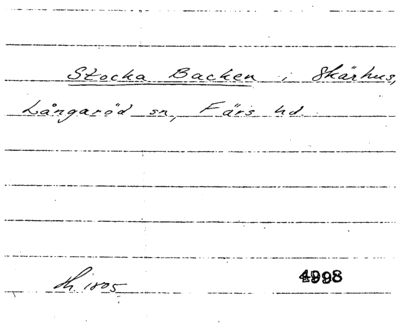 Stocka Backen i Skärhus,
Långaröd sn, Färs hd.
h. 1805
4998